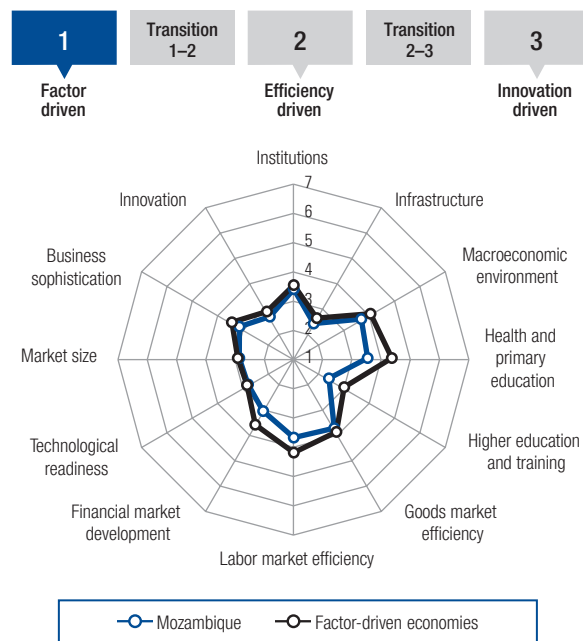 1
Transition
1–2
2
Transition
2–3
3
Factor
driven
Efficiency
driven
Innovation
driven
Institutions
Innovation
Infrastructure
Business
sophistication
Macroeconomic
environment
Market size
Health and
primary
education
Technological
readiness
Higher education
and training
Financial market
development
Goods market
efficiency
Labor market efficiency
7
6
5
4
3
2
1
Mozambique
Factor-driven economies